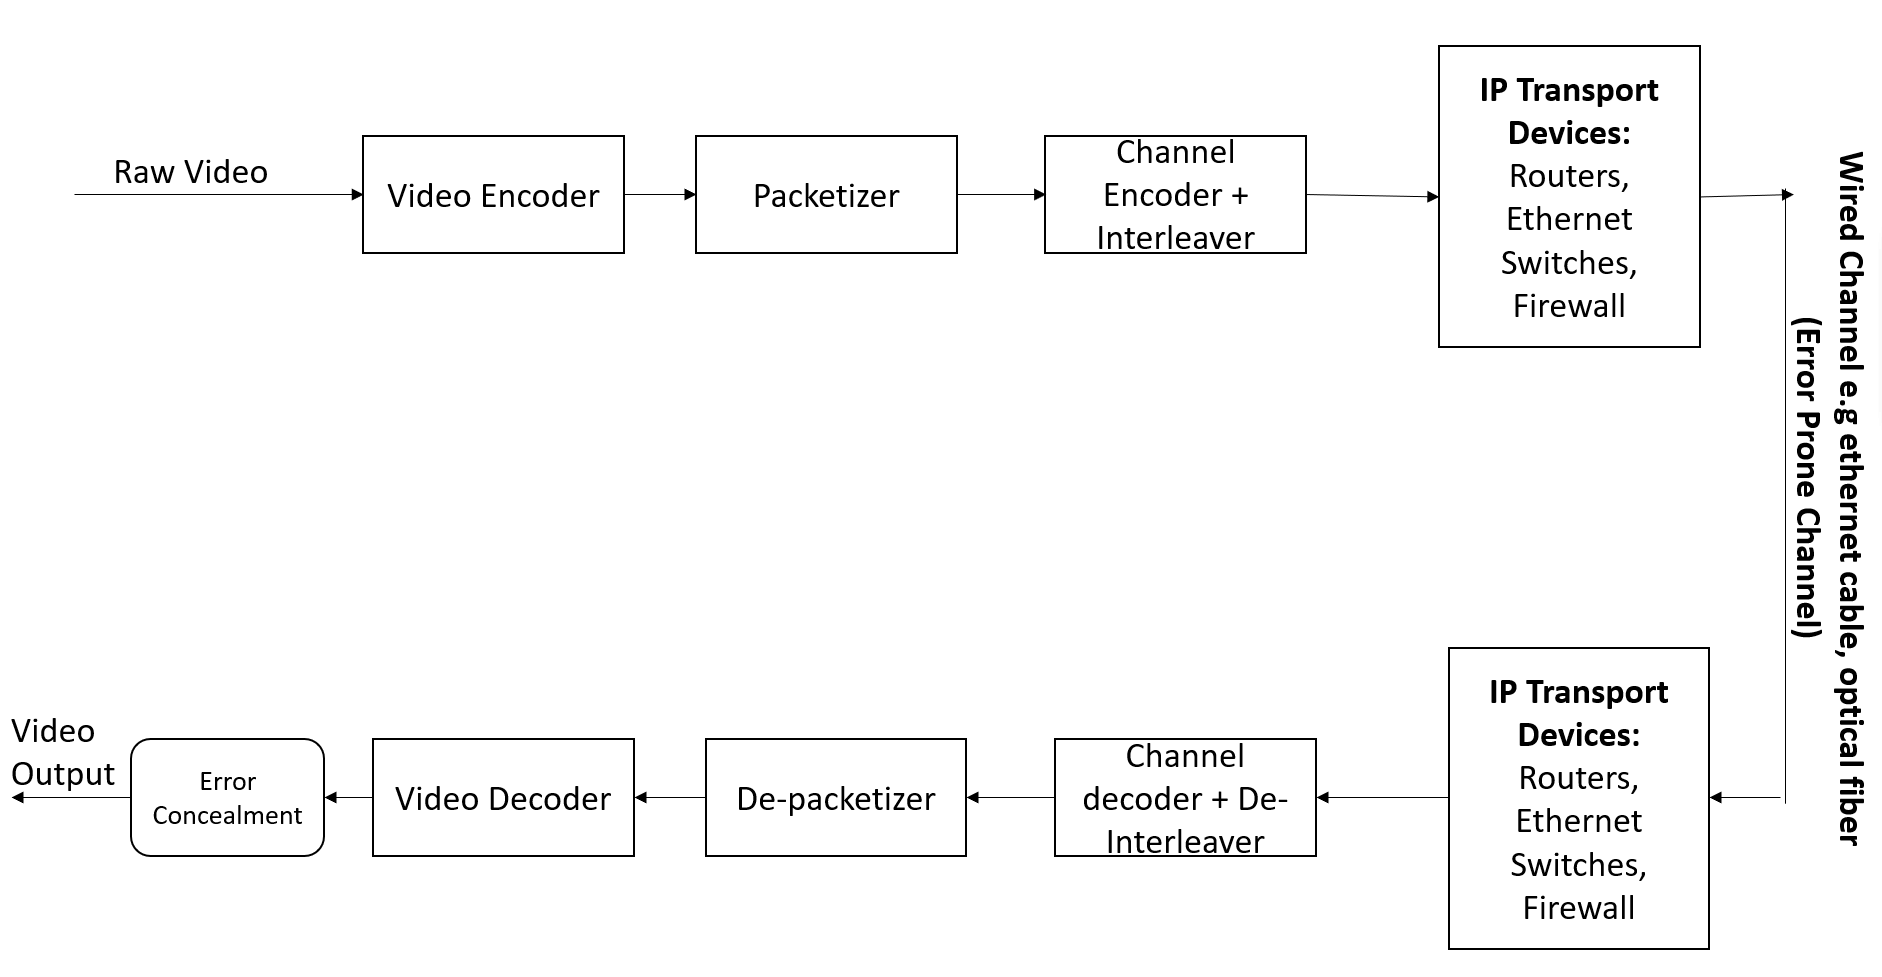 Raw Video
Video Encoder
Packetizer
Channel
Encoder +
Interleaver
IP Transport
Devices:
Routers,
Ethernet
Switches,
Firewall
Wired Channel e.g ethernet cable, optical fiber
(Error Prone Channel)
Video
Output
Error
Concealment
Video Decoder
De-packetizer
Channel
decoder + De-
Interleaver
IP Transport
Devices:
Routers,
Ethernet
Switches,
Firewall